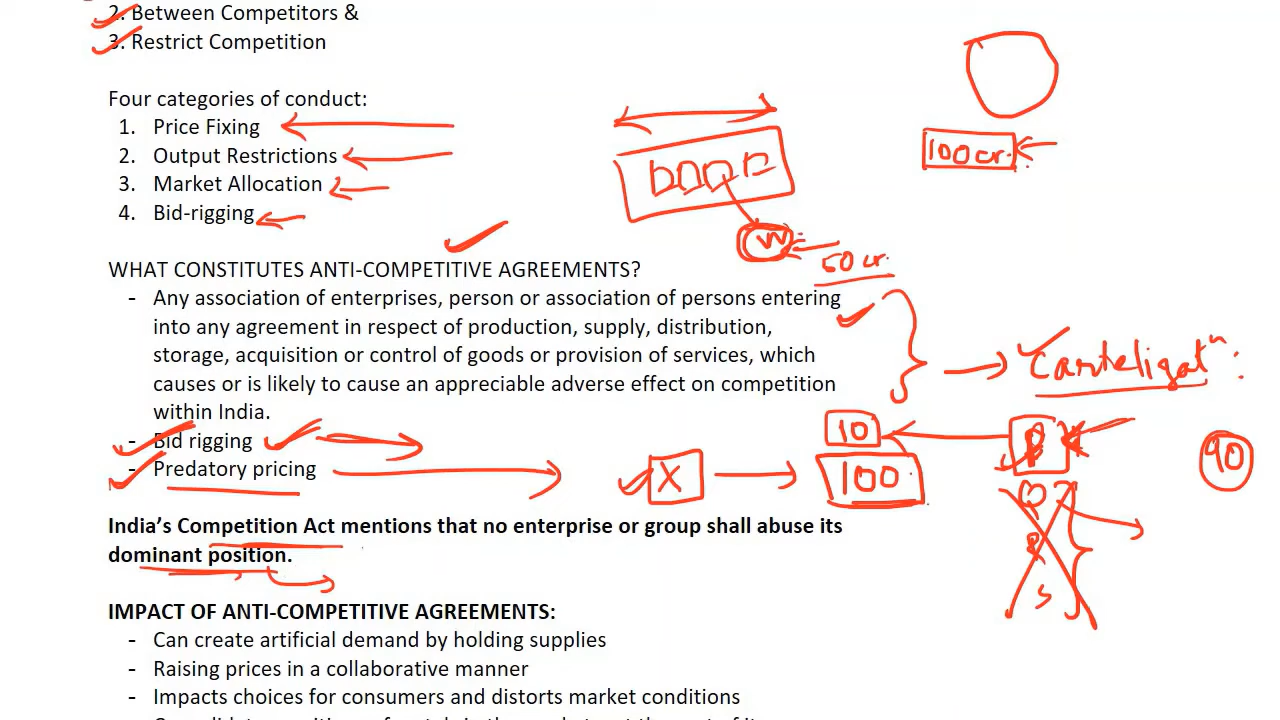 2. Between Competitors &
3. Restrict Competition
Four categories of conduct:
1. Price Fixing
2. Output Restrictions
3. Market Allocation
4. Bid-rigging
100cr.
W
50 cr.
WHAT CONSTITUTES ANTI-COMPETITIVE AGREEMENTS?
- Any association of enterprises, person or association of persons entering
into any agreement in respect of production, supply, distribution,
storage, acquisition or control of goods or provision of services, which
causes or is likely to cause an appreciable adverse effect on competition
within India.
Cartelizatn:
- Bid rigging
- Predatory pricing
10
X
100
P
Q
R
S
90
India's Competition Act mentions that no enterprise or group shall abuse its
dominant position.
IMPACT OF ANTI-COMPETITIVE AGREEMENTS:
- Can create artificial demand by holding supplies
- Raising prices in a collaborative manner
- Impacts choices for consumers and distorts market conditions